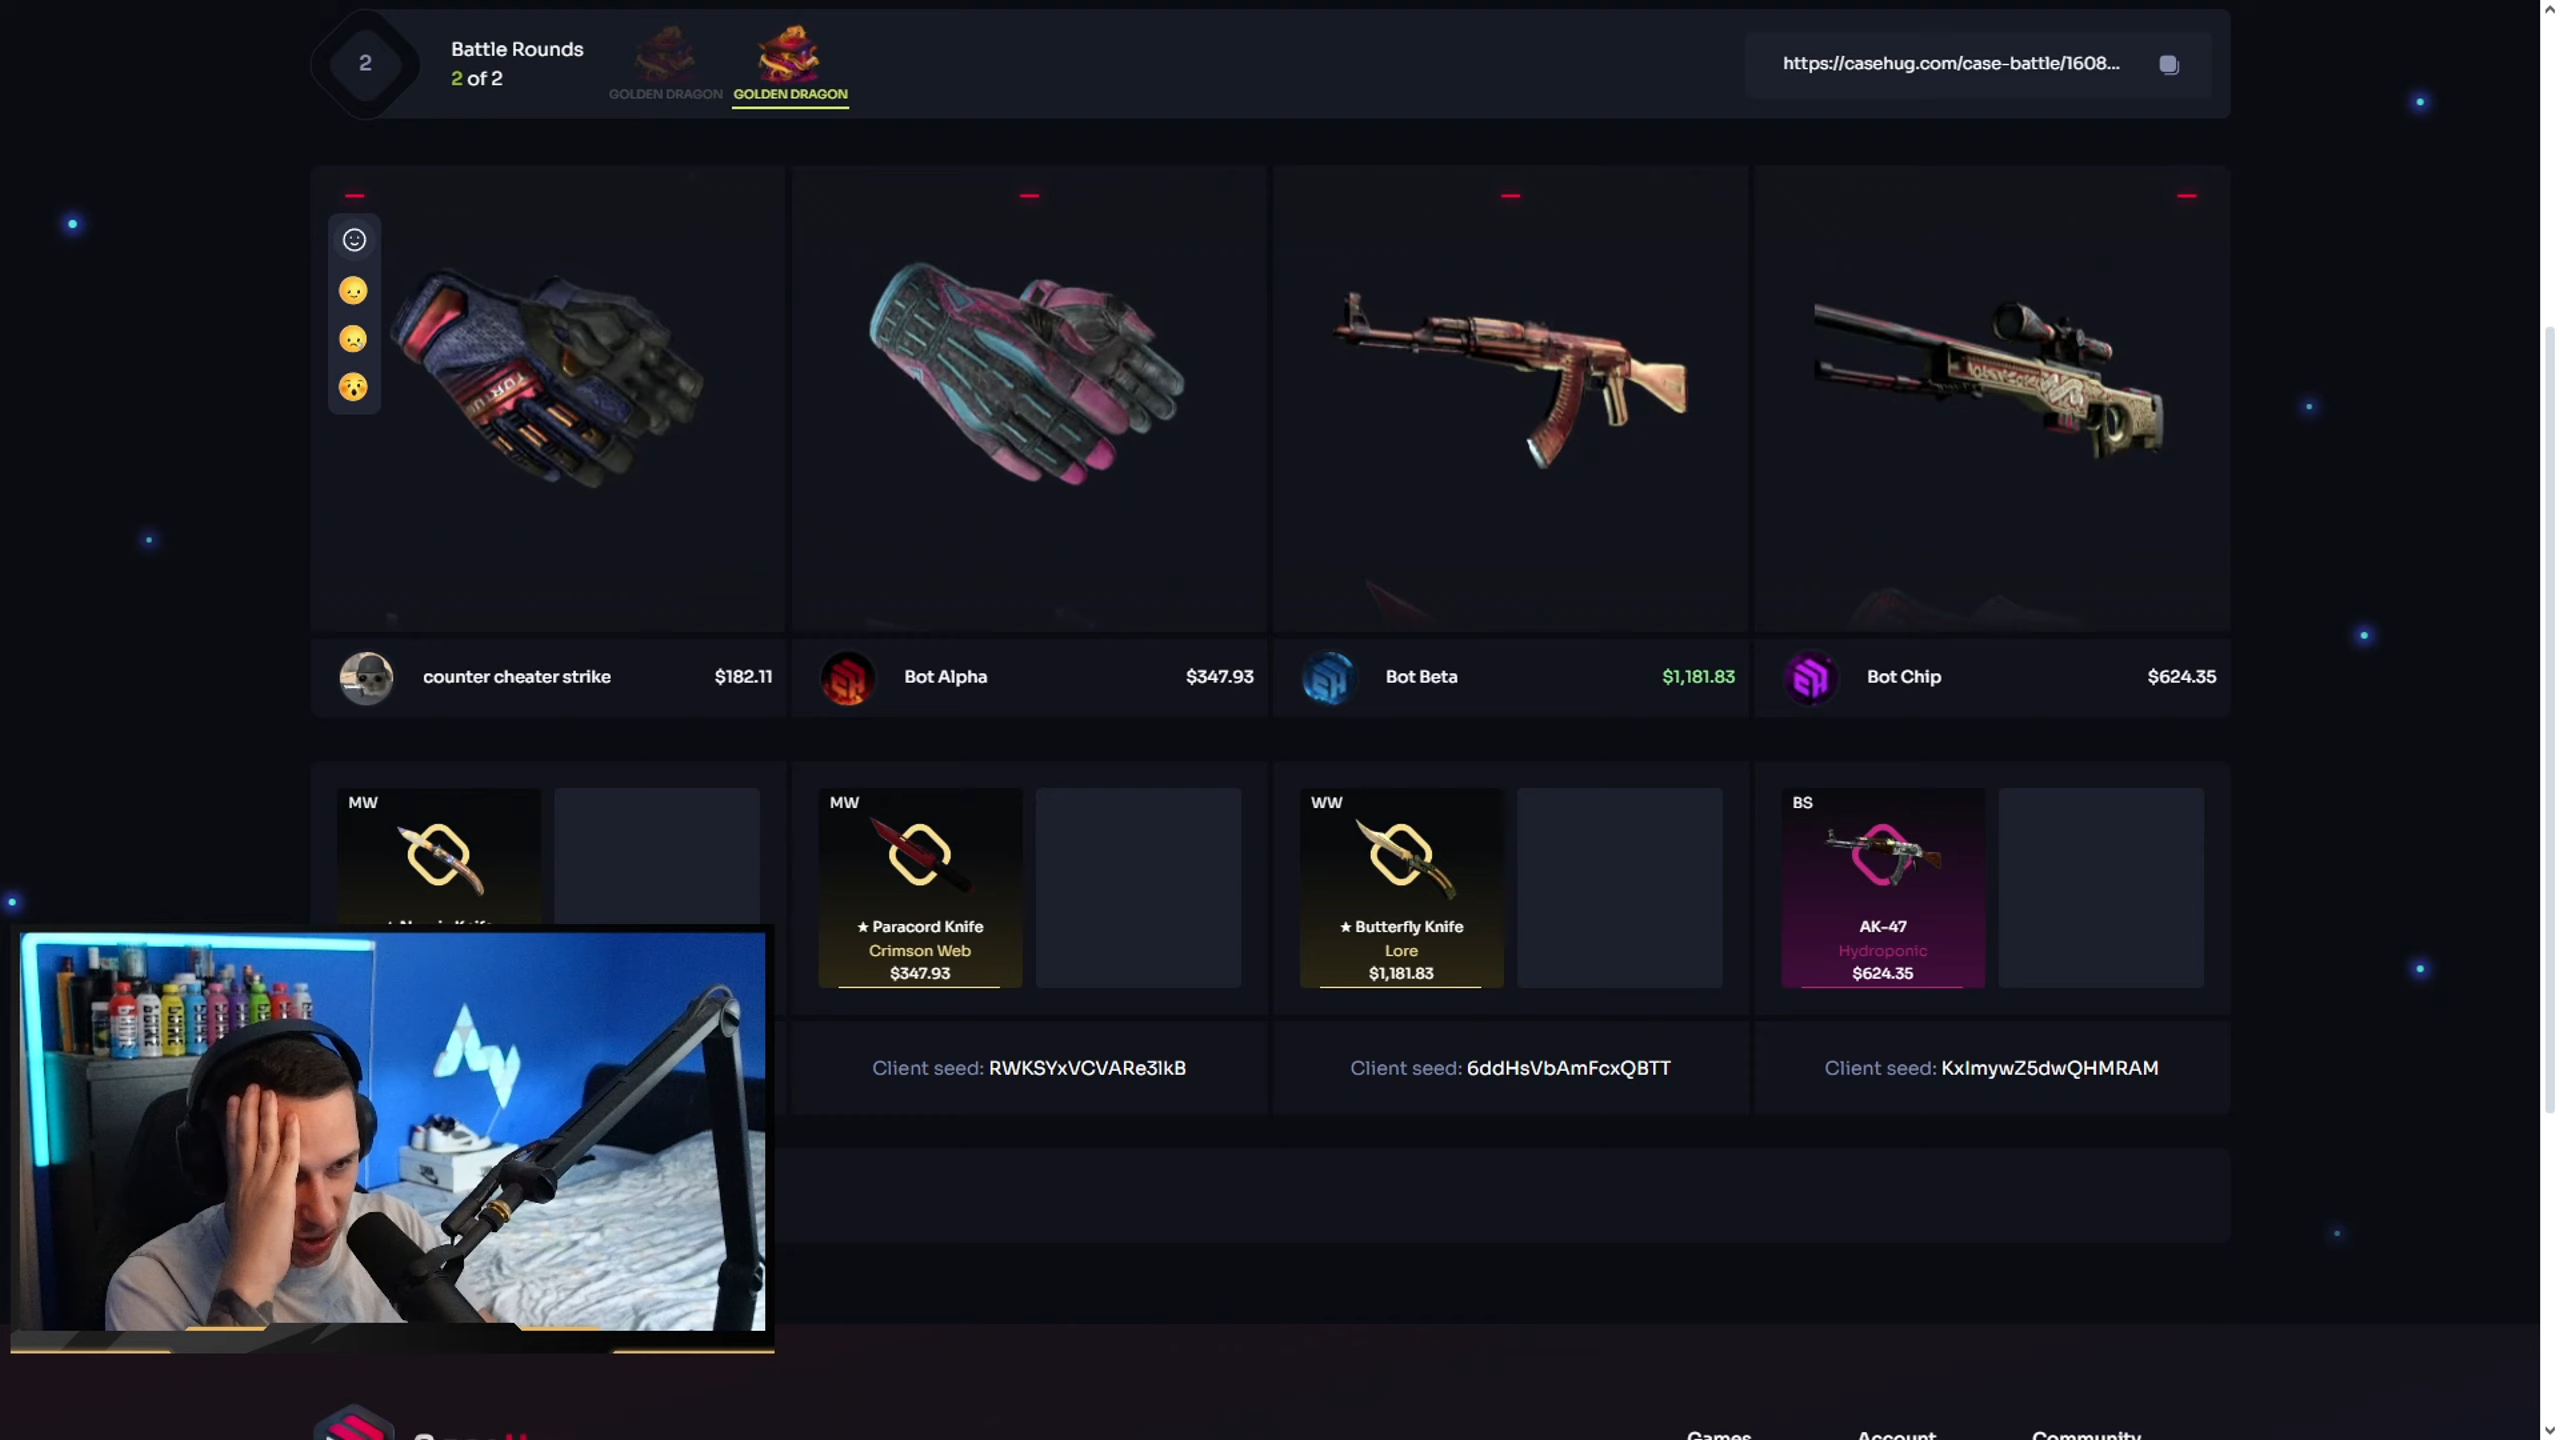 2
Battle Rounds
2 of 2
GOLDEN DRAGON
GOLDEN DRAGON
https://casehug.com/case-battle/1608...
counter cheater strike
$182.11
Bot Alpha
$347.93
Bot Beta
$1,181.83
Bot Chip
$624.35
MW
MW
★ Paracord Knife
Crimson Web
$347.93
WW
★ Butterfly Knife
Lore
$1,181.83
BS
AK-47
Hydroponic
$624.35
Client seed: RWKSYxVCVARe3lkB
Client seed: 6ddHsVbAmFcxQBTT
Client seed: KxImywZ5dwQHMRAM
Games
Account
Community